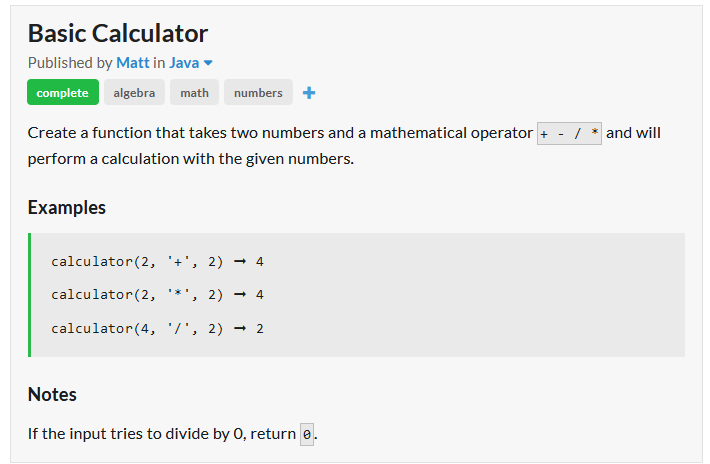 Basic Calculator
Published by Matt in Java
complete algebra math numbers +
Create a function that takes two numbers and a mathematical operator + - / * and will
perform a calculation with the given numbers.
Examples
calculator(2, '+', 2) ➞ 4
calculator(2, '*', 2) ➞ 4
calculator(4, '/', 2) ➞ 2
Notes
If the input tries to divide by 0, return 0.